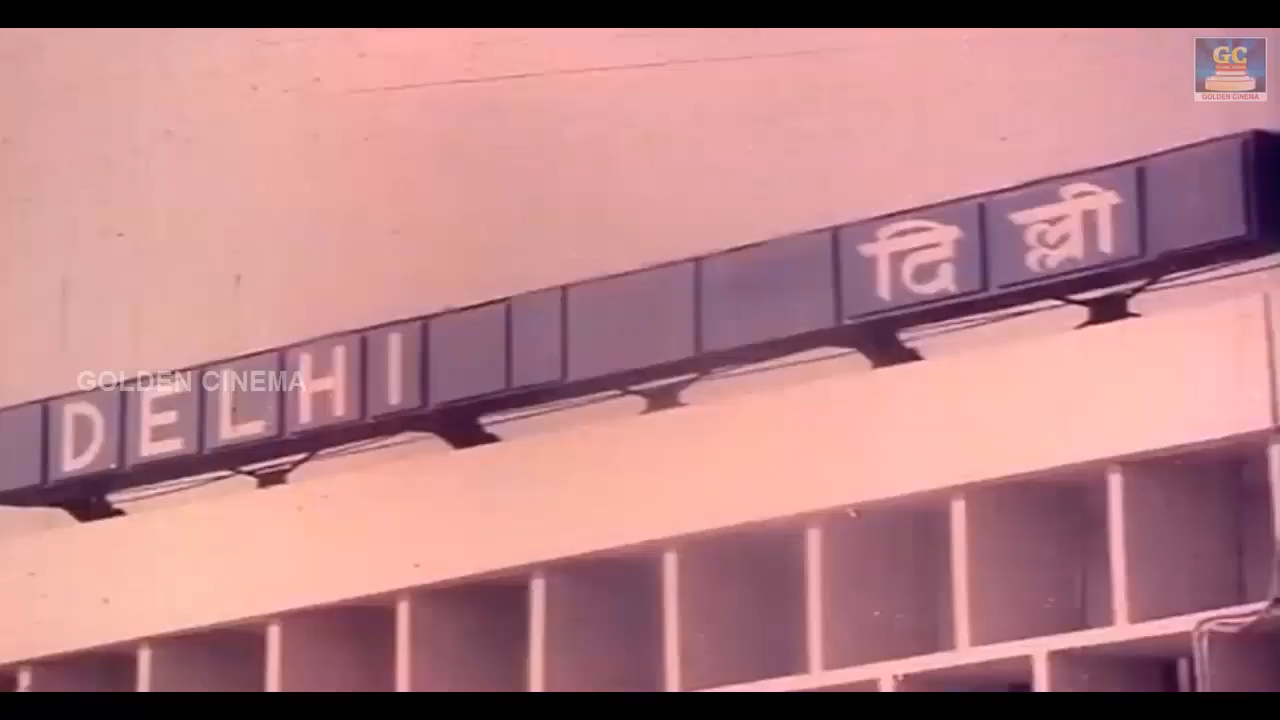 GC
GOLDEN CINEMA
DELHI दिल्ली
GOLDEN CINEMA